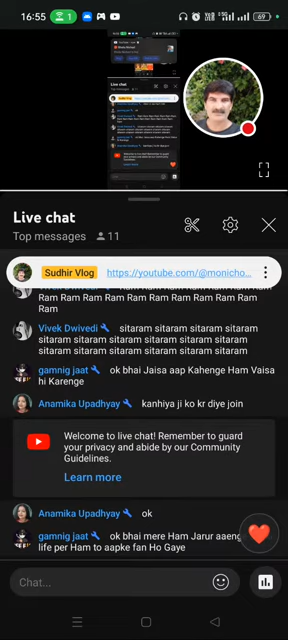 16:55
1
69
Live chat
Top messages 11
Sudhir Vlog https://youtube.com/@monicho...
Ram Ram Ram Ram Ram Ram Ram
Ram
Vivek Dwivedi sitaram sitaram sitaram sitaram
sitaram sitaram sitaram sitaram sitaram sitaram
sitaram sitaram sitaram sitaram sitaram sitaram
gamnig jaat ok bhai Jaisa aap Kahenge Ham Vaisa
hi Karenge
Anamika Upadhyay kanhiya ji ko kr diye join
Welcome to live chat! Remember to guard
your privacy and abide by our Community
Guidelines.
Learn more
Anamika Upadhyay ok
gamnig jaat ok bhai mere Ham Jarur aaeng
life per Ham to aapke fan Ho Gaye
Chat...